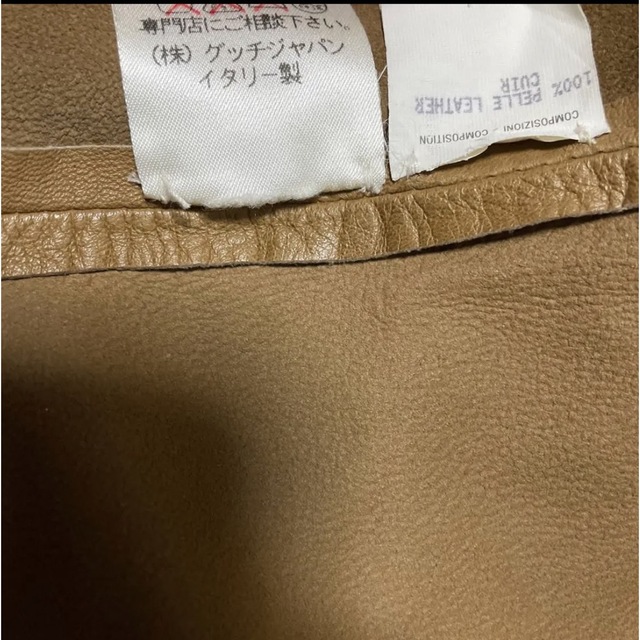 専門店にご相談下さい。
(株) グッチジャパン
イタリー製
100% PELLE LEATHER
CUIR
COMPOSIZIONI - COMPOSITION